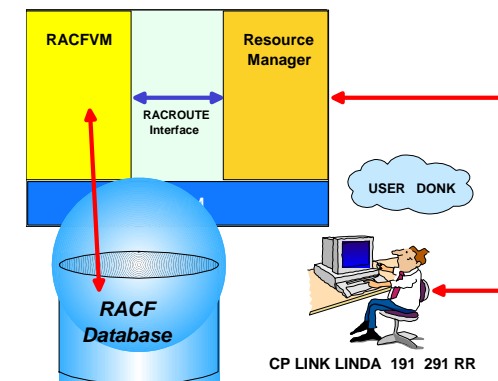 RACFVM
Resource
Manager
RACROUTE
Interface
USER DONK
RACF
Database
CP LINK LINDA 191 291 RR